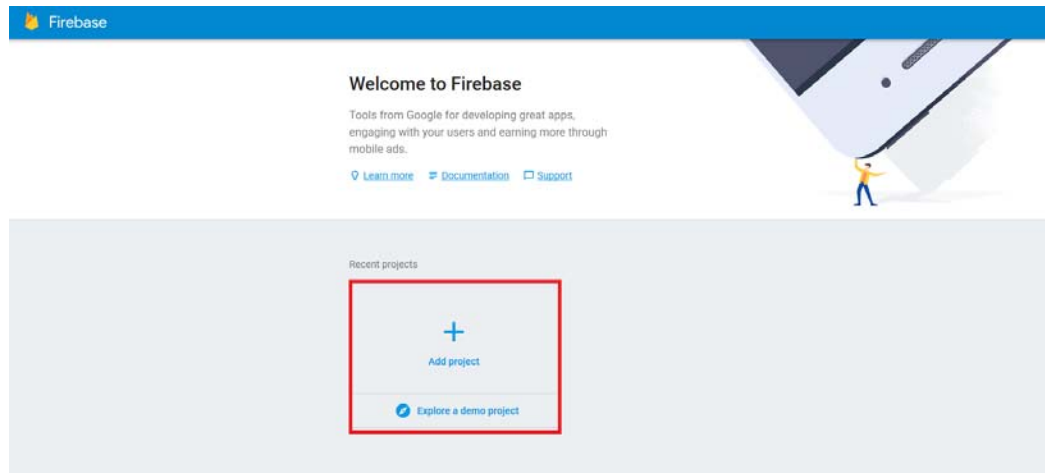 Firebase
Welcome to Firebase
Tools from Google for developing great apps,
engaging with your users and earning more through
mobile ads.
Learn more Documentation Support
Recent projects
Add project
Explore a demo project